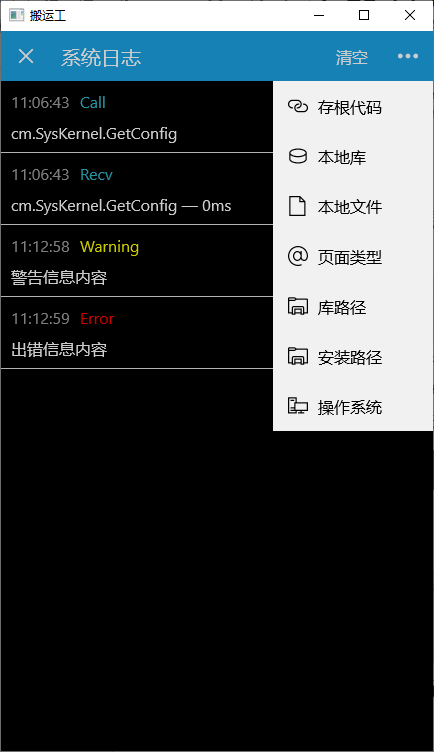 搬运工
系统日志
清空
11:06:43 Call
cm.SysKernel.GetConfig
11:06:43 Recv
cm.SysKernel.GetConfig — 0ms
11:12:58 Warning
警告信息内容
11:12:59 Error
出错信息内容
存根代码
本地库
本地文件
页面类型
库路径
安装路径
操作系统